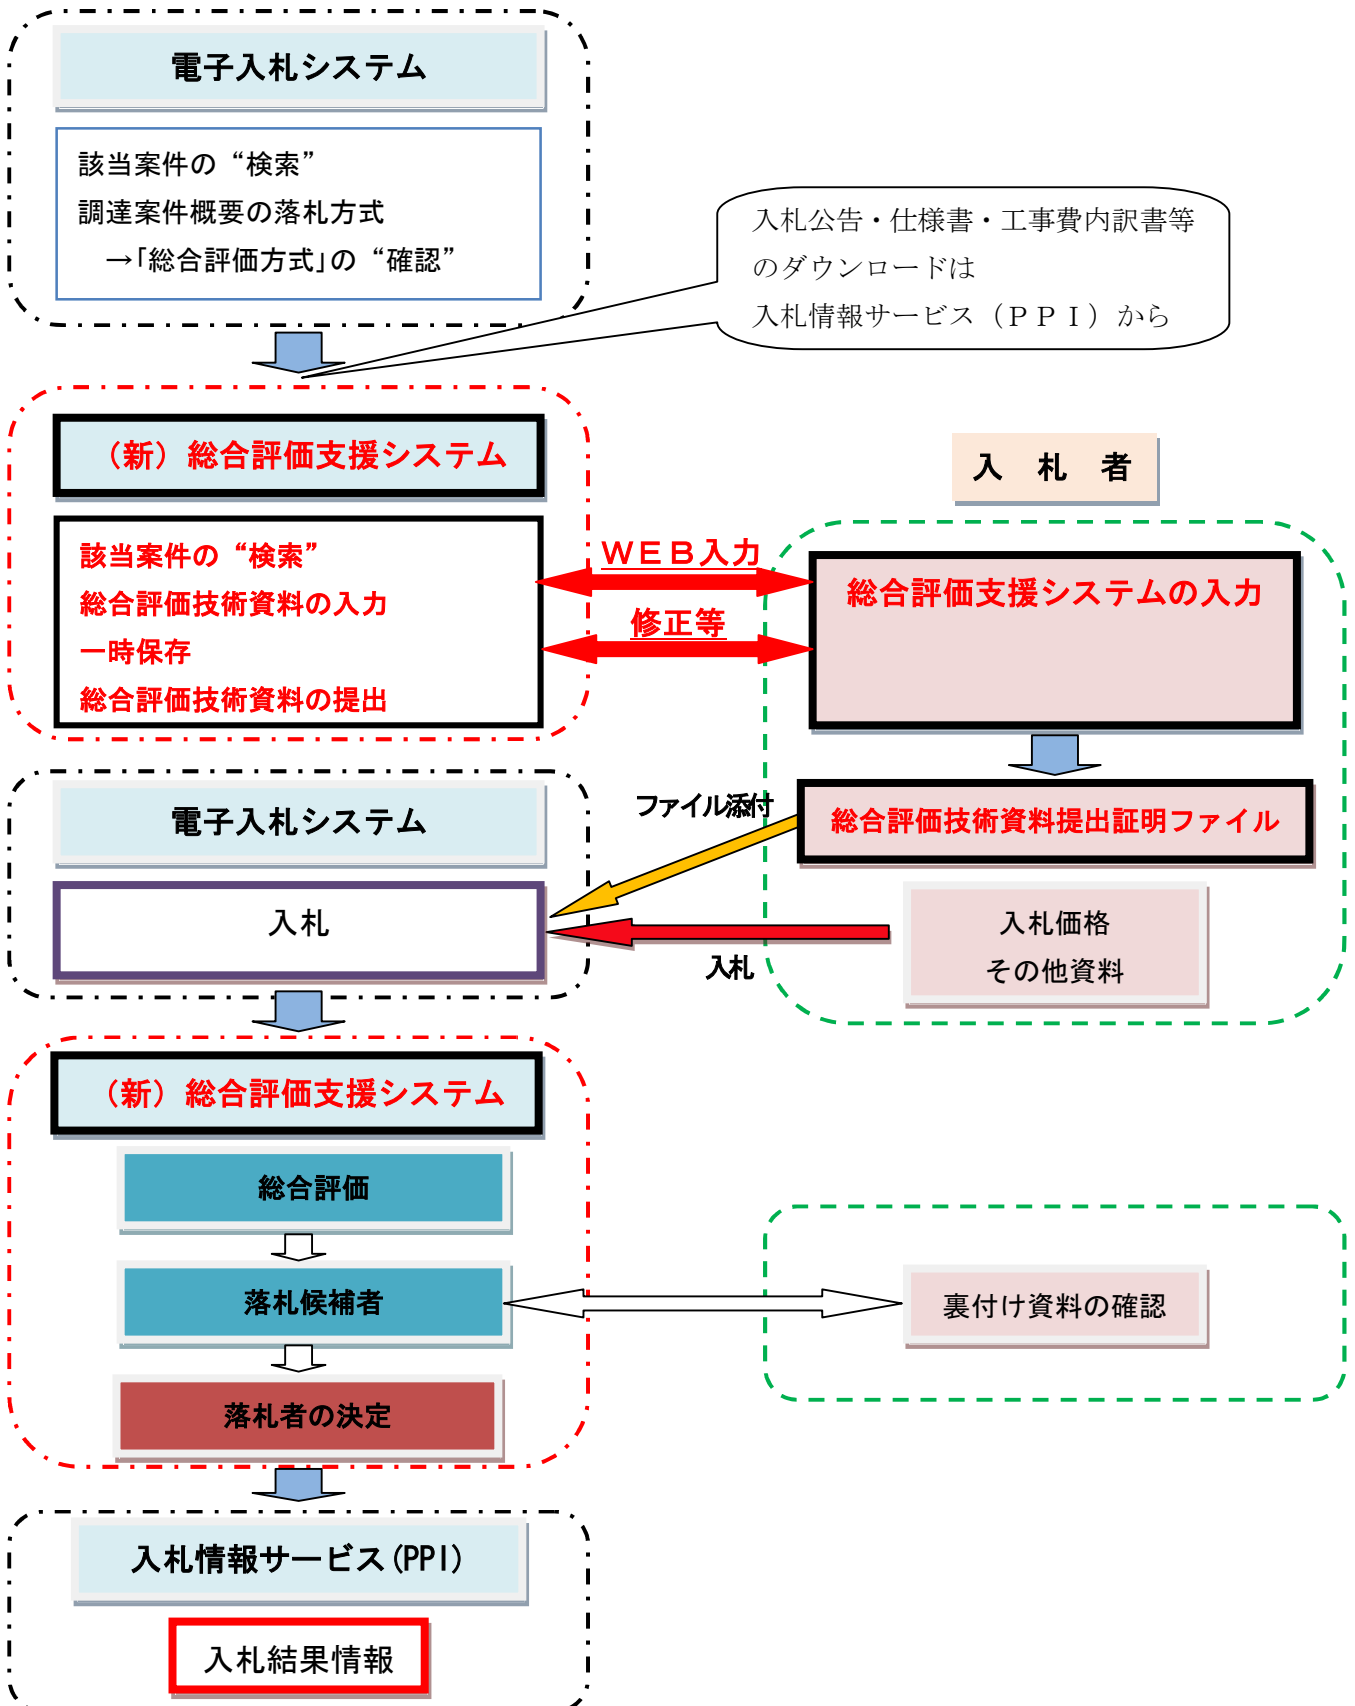 電子入札システム
該当案件の“検索”
調達案件概要の落札方式
→｢総合評価方式｣の“確認”
入札公告・仕様書・工事費内訳書等
のダウンロードは
入札情報サービス（ＰＰＩ）から
（新）総合評価支援システム
該当案件の“検索”
総合評価技術資料の入力
一時保存
総合評価技術資料の提出
ＷＥＢ入力
修正等
入　札　者
総合評価支援システムの入力
総合評価技術資料提出証明ファイル
ファイル添付
電子入札システム
入札
入札
入札価格
その他資料
（新）総合評価支援システム
総合評価
落札候補者
落札者の決定
裏付け資料の確認
入札情報サービス(PPI)
入札結果情報